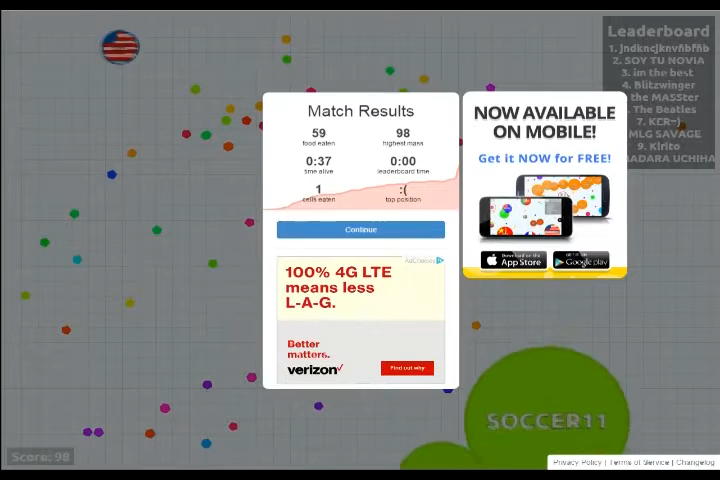 Leaderboard
1. jndkncjknvñbfñb
2. SOY TU NOVIA
3. im the best
4. Blitzwinger
the MASSter
. The Beatles
7. KCR~)
MLG SAVAGE
9. Kirito
MADARA UCHIHA
Match Results
59
food eaten
98
highest mass
0:37
time alive
0:00
leaderboard time
1
cells eaten
:(
top position
Continue
NOW AVAILABLE
ON MOBILE!
Get it NOW for FREE!
Download on the
App Store
Google play
AdChoices
100% 4G LTE
means less
L-A-G.
Better
matters.
verizon✓
Find out why
SOCCER11
Score: 98
Privacy Policy | Terms of Service | Changelog